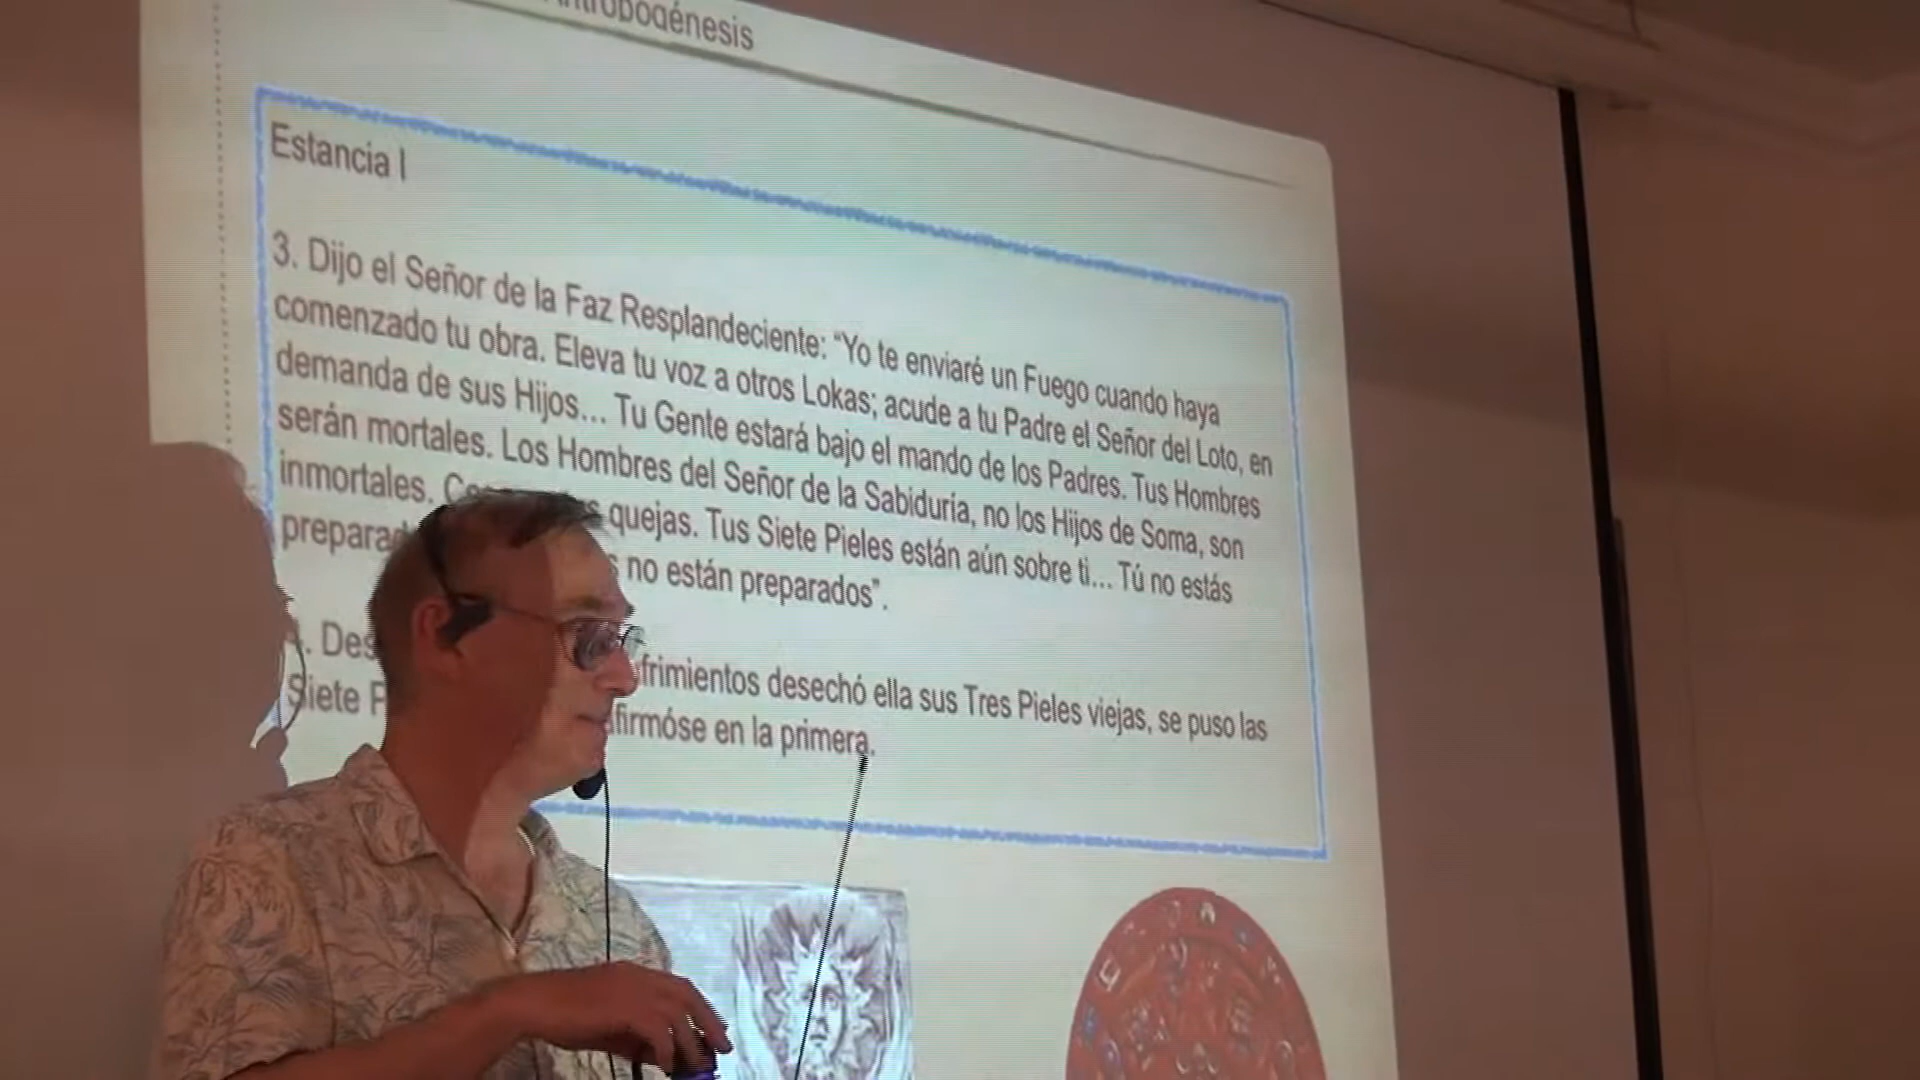 Antropogénesis
Estancia I
3. Dijo el Señor de la Faz Resplandeciente: “Yo te enviaré un Fuego cuando haya
comenzado tu obra. Eleva tu voz a otros Lokas; acude a tu Padre el Señor del Loto, en
demanda de sus Hijos... Tu Gente estará bajo el mando de los Padres. Tus Hombres
serán mortales. Los Hombres del Señor de la Sabiduría, no los Hijos de Soma, son
inmortales. quejas. Tus Siete Pieles están aún sobre ti... Tú no estás
no están preparados”.
frimientos desechó ella sus Tres Pieles viejas, se puso las
Siete afirmóse en la primera.